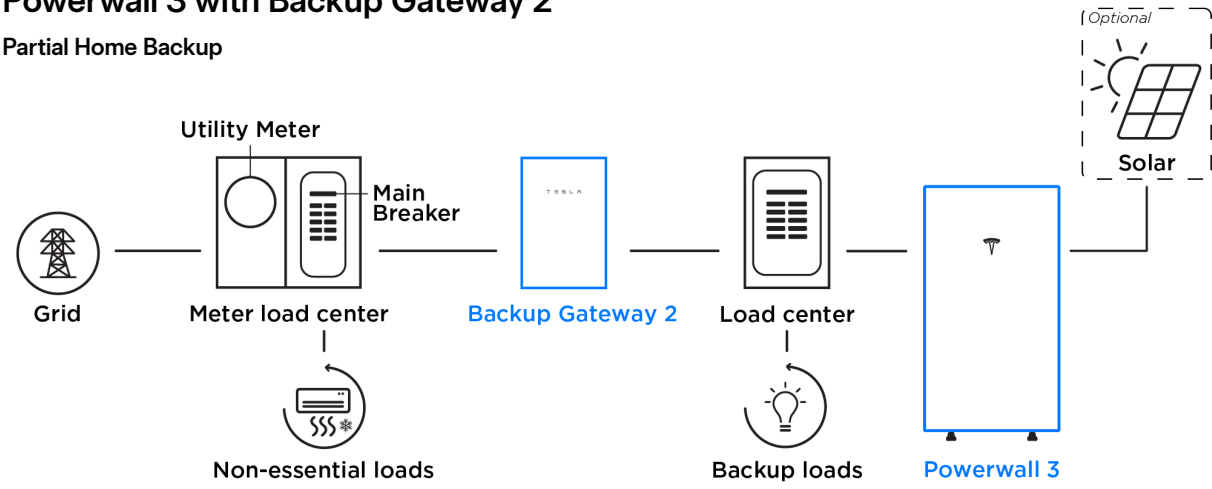 Powerwall 3 with Backup Gateway 2
Partial Home Backup
Optional
Solar
Utility Meter
Main
Breaker
TESLA
Grid
Meter load center
Backup Gateway 2
Load center
Non-essential loads
Backup loads
Powerwall 3